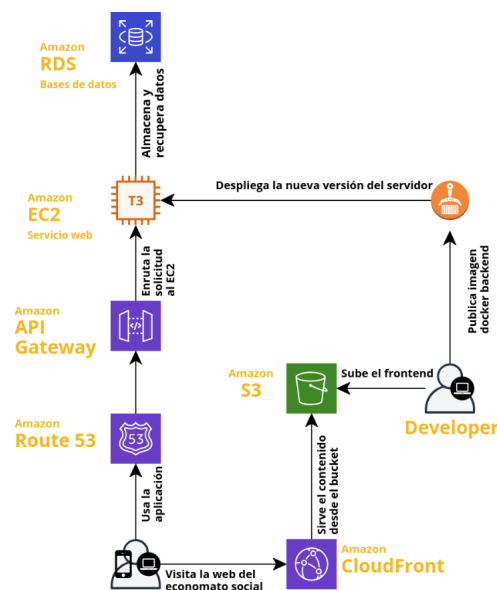 Amazon
RDS
Bases de datos
Almacena y
recupera datos
Amazon
EC2
Servicio web
T3
Despliega la nueva versión del servidor
Enruta la
solicitud
al EC2
Publica imagen
docker backend
Amazon
API
Gateway
Amazon
S3
Sube el frontend
Developer
Amazon
Route 53
53
Usa la
aplicación
Sirve el contenido
desde el bucket
Amazon
CloudFront
Visita la web del
economato social